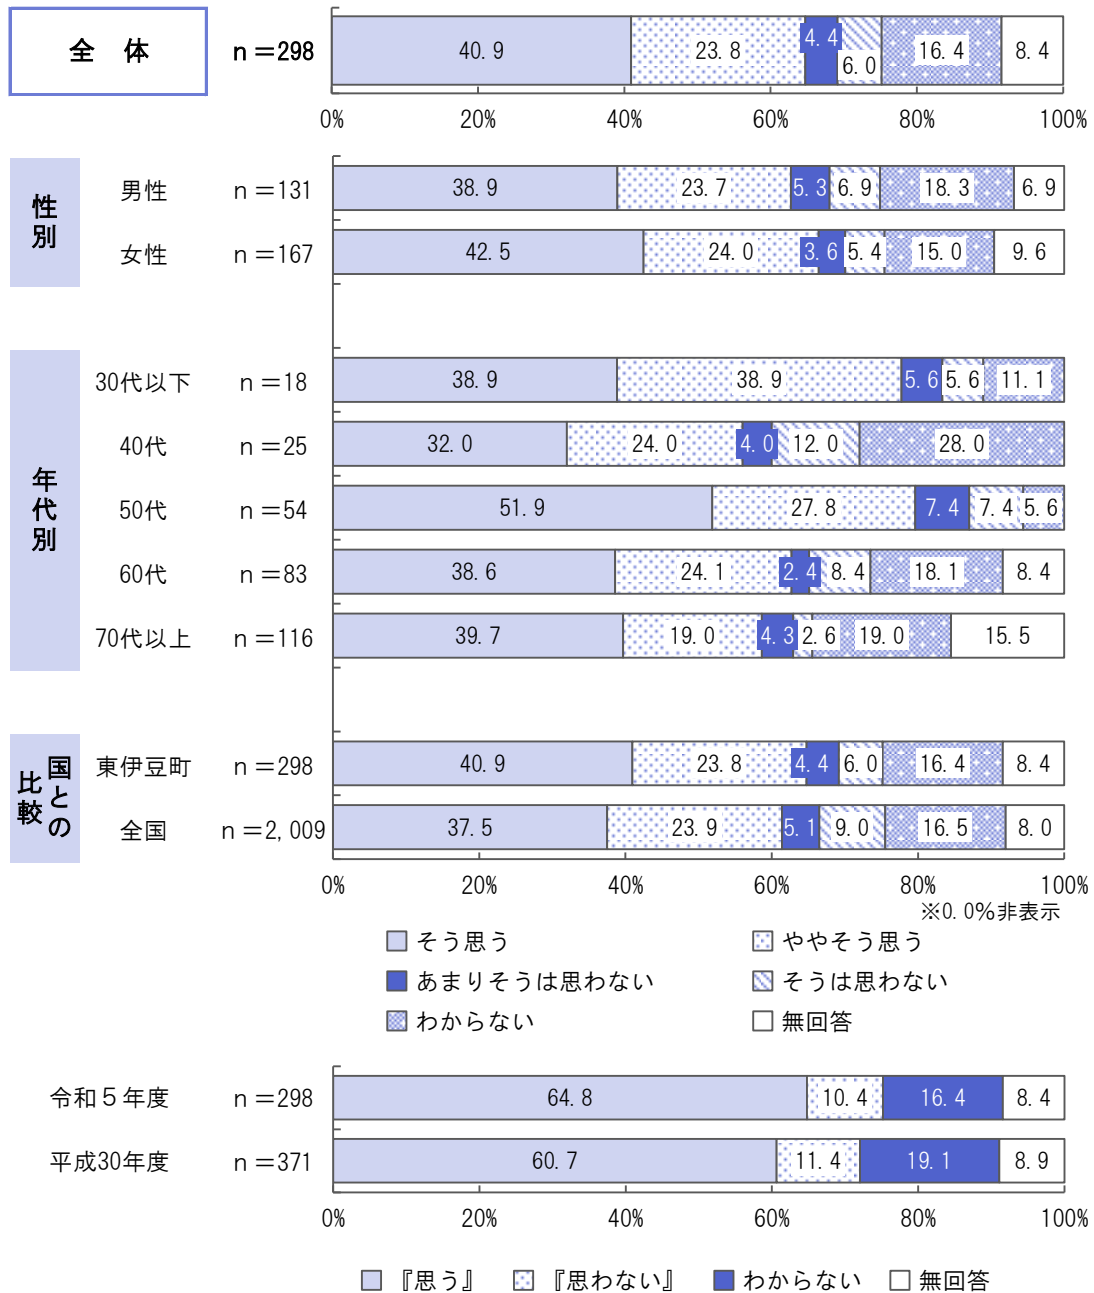 全　体　ｎ＝298　40.9　23.8　4.4　6.0　16.4　8.4
0%　20%　40%　60%　80%　100%
性別
男性　ｎ＝131　38.9　23.7　5.3　6.9　18.3　6.9
女性　ｎ＝167　42.5　24.0　3.6　5.4　15.0　9.6
年代別
30代以下　ｎ＝18　38.9　38.9　5.6　5.6　11.1
40代　ｎ＝25　32.0　24.0　4.0　12.0　28.0
50代　ｎ＝54　51.9　27.8　7.4　7.4　5.6
60代　ｎ＝83　38.6　24.1　2.4　8.4　18.1　8.4
70代以上　ｎ＝116　39.7　19.0　4.3　2.6　19.0　15.5
国との
比較
東伊豆町　ｎ＝298　40.9　23.8　4.4　6.0　16.4　8.4
全国　ｎ＝2,009　37.5　23.9　5.1　9.0　16.5　8.0
0%　20%　40%　60%　80%　100%
※0.0%非表示
そう思う　ややそう思う
あまりそうは思わない　そうは思わない
わからない　無回答
令和５年度　ｎ＝298　64.8　10.4　16.4　8.4
平成30年度　ｎ＝371　60.7　11.4　19.1　8.9
0%　20%　40%　60%　80%　100%
『思う』　『思わない』　わからない　無回答